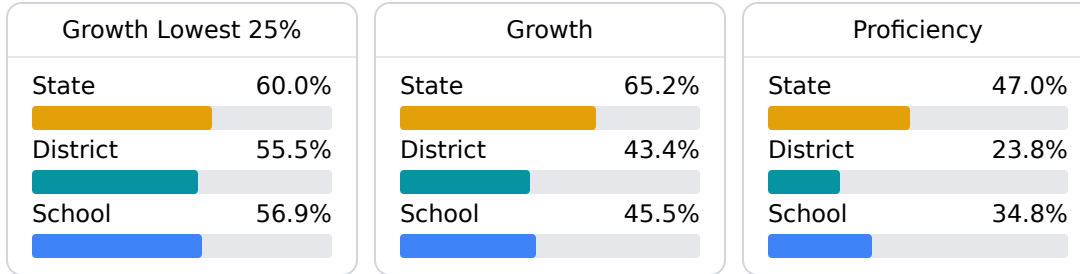 Growth Lowest 25%
State 60.0%
District 55.5%
School 56.9%
Growth
State 65.2%
District 43.4%
School 45.5%
Proficiency
State 47.0%
District 23.8%
School 34.8%